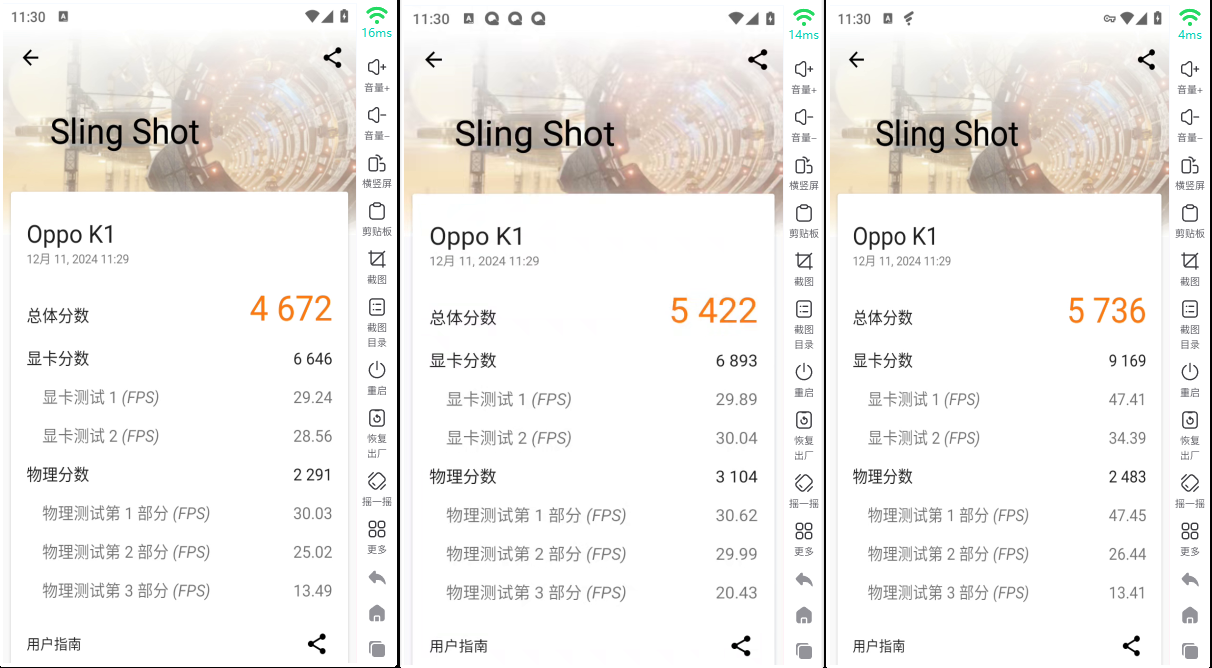 11:30
16ms
Sling Shot
Oppo K1
12月 11, 2024 11:29
总体分数 4 672
显卡分数 6 646
显卡测试 1 (FPS) 29.24
显卡测试 2 (FPS) 28.56
物理分数 2 291
物理测试第 1 部分 (FPS) 30.03
物理测试第 2 部分 (FPS) 25.02
物理测试第 3 部分 (FPS) 13.49
用户指南
音量+
音量-
横竖屏
剪贴板
截图
截图
目录
重启
恢复
出厂
摇一摇
更多
11:30
14ms
Sling Shot
Oppo K1
12月 11, 2024 11:29
总体分数 5 422
显卡分数 6 893
显卡测试 1 (FPS) 29.89
显卡测试 2 (FPS) 30.04
物理分数 3 104
物理测试第 1 部分 (FPS) 30.62
物理测试第 2 部分 (FPS) 29.99
物理测试第 3 部分 (FPS) 20.43
用户指南
音量+
音量-
横竖屏
剪贴板
截图
截图
目录
重启
恢复
出厂
摇一摇
更多
11:30
4ms
Sling Shot
Oppo K1
12月 11, 2024 11:29
总体分数 5 736
显卡分数 9 169
显卡测试 1 (FPS) 47.41
显卡测试 2 (FPS) 34.39
物理分数 2 483
物理测试第 1 部分 (FPS) 47.45
物理测试第 2 部分 (FPS) 26.44
物理测试第 3 部分 (FPS) 13.41
用户指南
音量+
音量-
横竖屏
剪贴板
截图
截图
目录
重启
恢复
出厂
摇一摇
更多